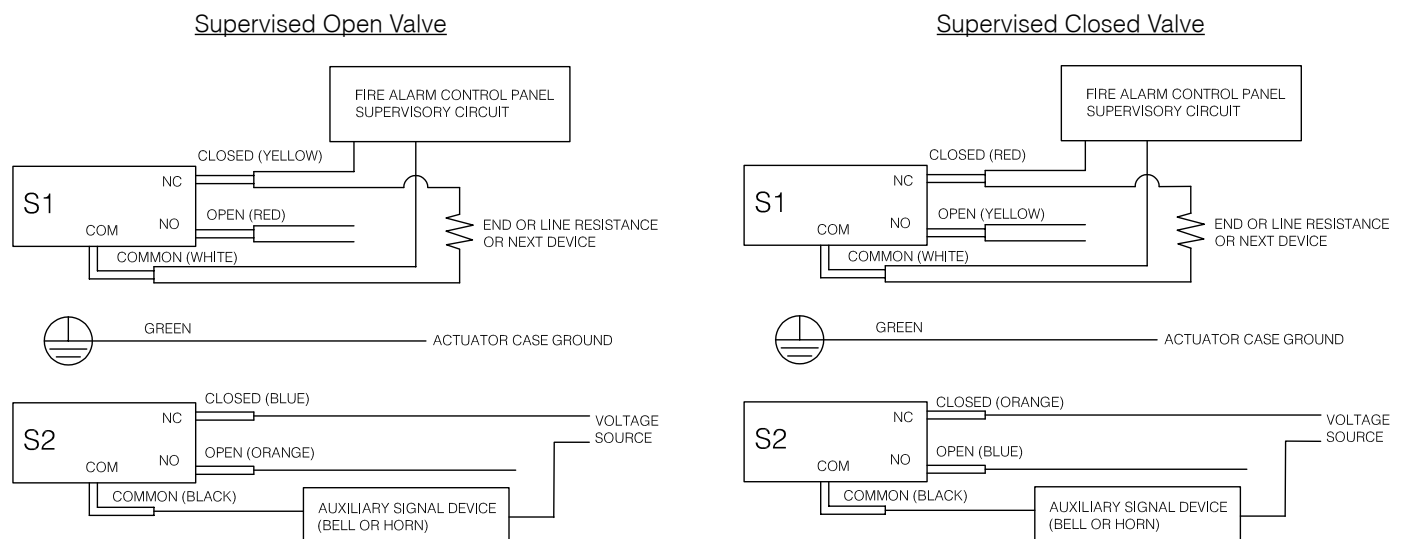 Supervised Open Valve
FIRE ALARM CONTROL PANEL
SUPERVISORY CIRCUIT
CLOSED (YELLOW)
NC
S1
OPEN (RED)
NO
COM
COMMON (WHITE)
END OR LINE RESISTANCE
OR NEXT DEVICE
GREEN
ACTUATOR CASE GROUND
CLOSED (BLUE)
NC
VOLTAGE
SOURCE
S2
OPEN (ORANGE)
NO
COM
COMMON (BLACK)
AUXILIARY SIGNAL DEVICE
(BELL OR HORN)
Supervised Closed Valve
FIRE ALARM CONTROL PANEL
SUPERVISORY CIRCUIT
CLOSED (RED)
NC
S1
OPEN (YELLOW)
NO
COM
COMMON (WHITE)
END OR LINE RESISTANCE
OR NEXT DEVICE
GREEN
ACTUATOR CASE GROUND
CLOSED (ORANGE)
NC
VOLTAGE
SOURCE
S2
OPEN (BLUE)
NO
COM
COMMON (BLACK)
AUXILIARY SIGNAL DEVICE
(BELL OR HORN)